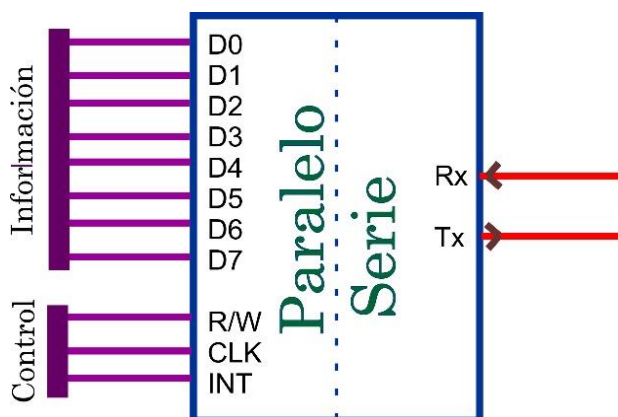 Información
D0
D1
D2
D3
D4
D5
D6
D7
Control
R/W
CLK
INT
Paralelo
Serie
Rx
Tx